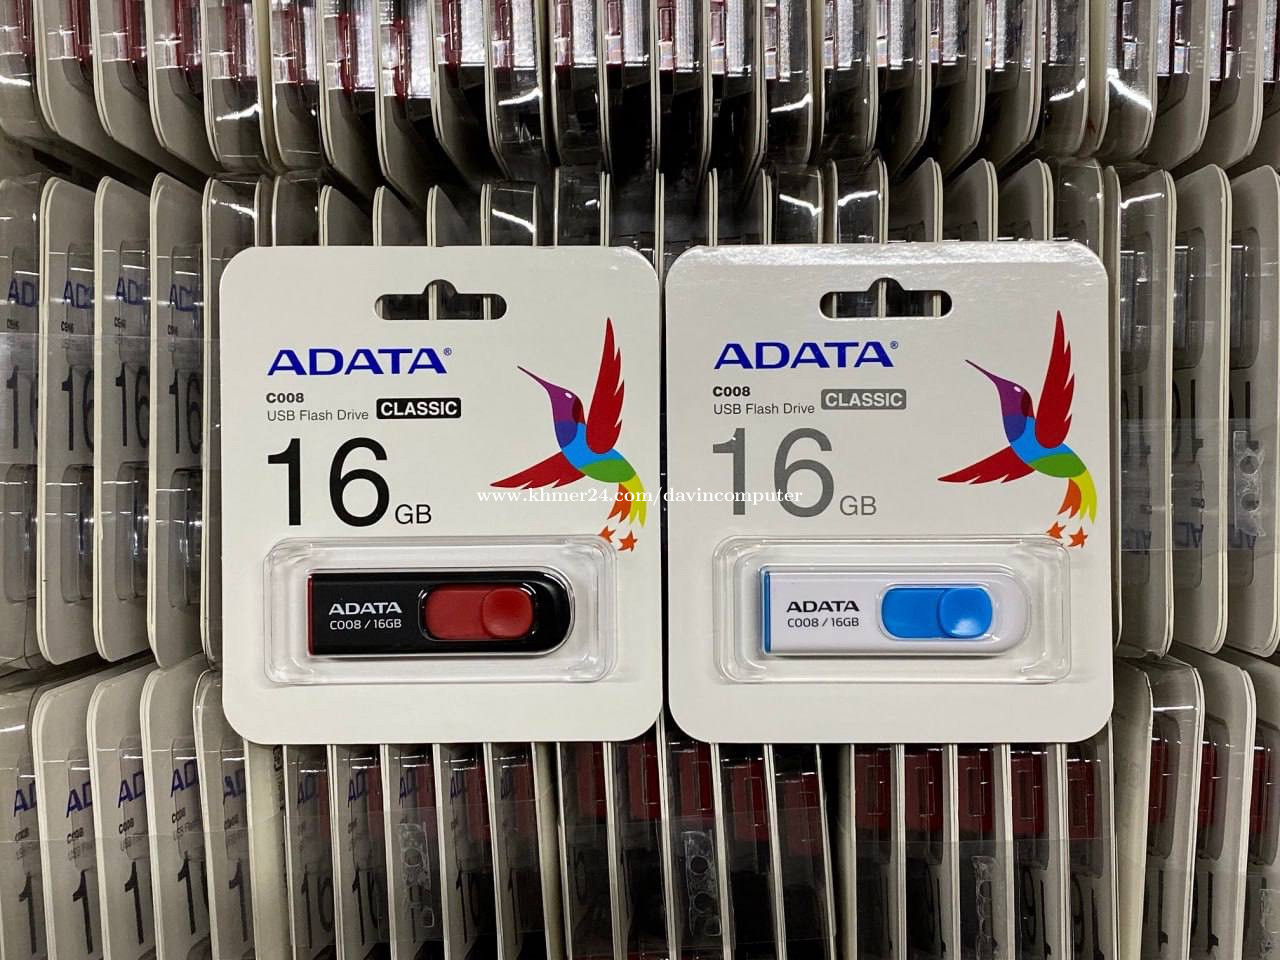 ADATA®
C008
USB Flash Drive CLASSIC
16 GB
ADATA
C008 / 16GB
ADATA®
C008
USB Flash Drive CLASSIC
16 GB
ADATA
C008 / 16GB
www.khmer24.com/davincomputer